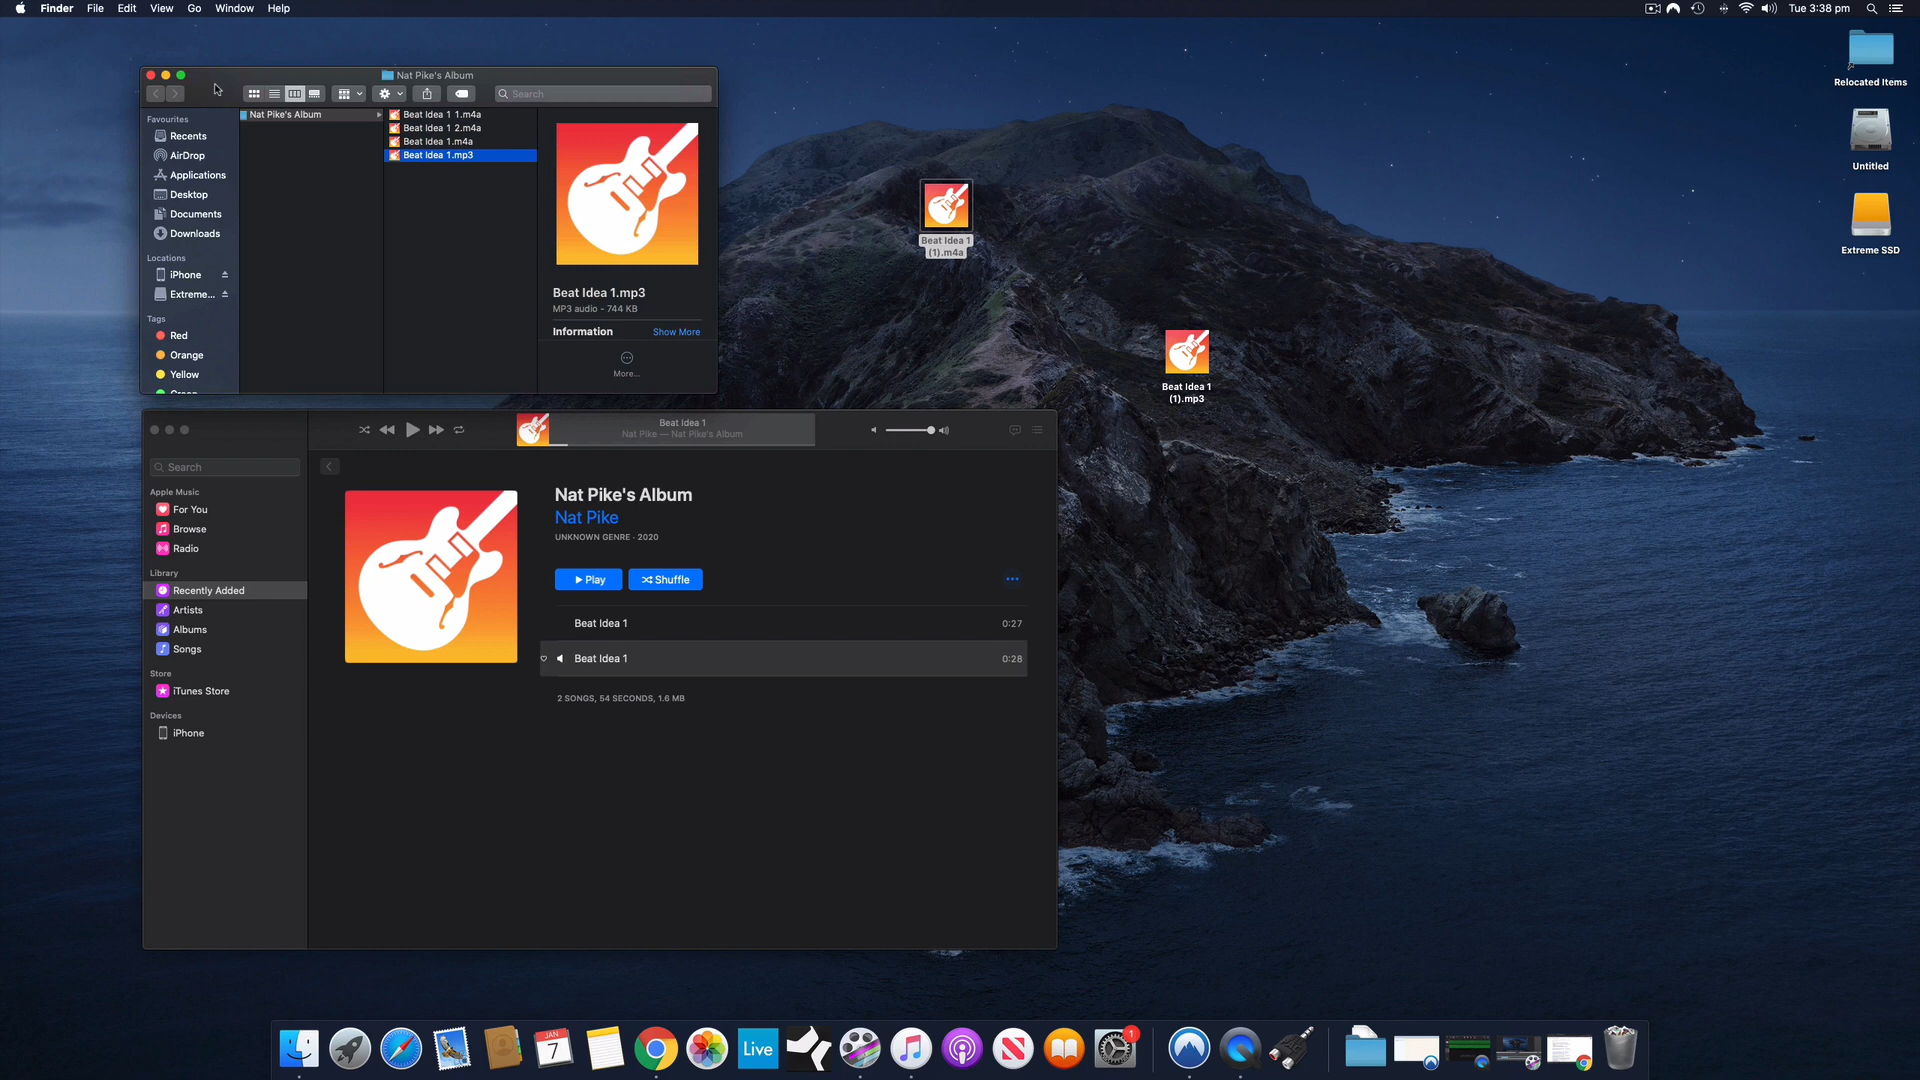 Finder File Edit View Go Window Help
Tue 3:38 pm
Nat Pike's Album
Search
Favourites
Recents
AirDrop
Applications
Desktop
Documents
Downloads
Locations
iPhone
Extreme...
Tags
Red
Orange
Yellow
Green
Nat Pike's Album
Beat Idea 1 1.m4a
Beat Idea 1 2.m4a
Beat Idea 1.m4a
Beat Idea 1.mp3
Beat Idea 1.mp3
MP3 audio - 744 KB
Information Show More
More...
Beat Idea 1
(1).m4a
Beat Idea 1
(1).mp3
Relocated Items
Untitled
Extreme SSD
Beat Idea 1
Nat Pike — Nat Pike's Album
Search
Apple Music
For You
Browse
Radio
Library
Recently Added
Artists
Albums
Songs
Store
iTunes Store
Devices
iPhone
Nat Pike's Album
Nat Pike
UNKNOWN GENRE · 2020
Play Shuffle
Beat Idea 1 0:27
Beat Idea 1 0:28
2 SONGS, 54 SECONDS, 1.6 MB
JAN
7
Live
1